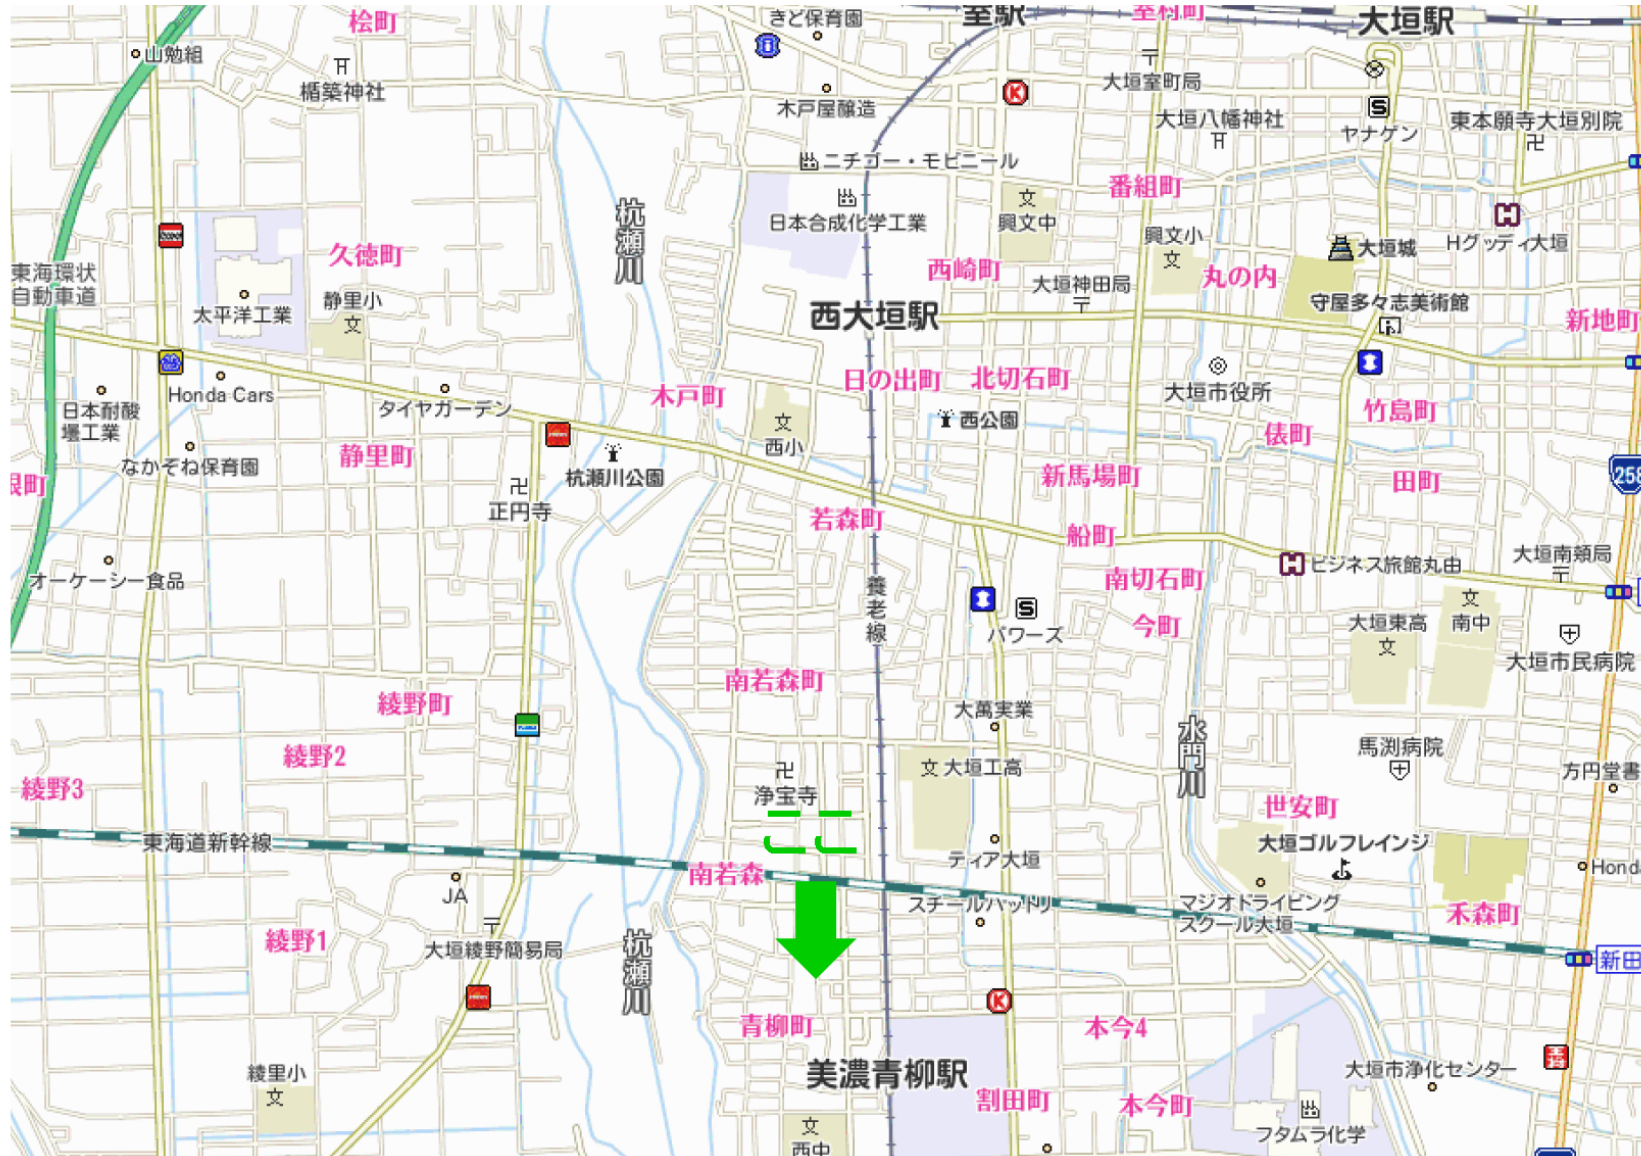 桧町
きど保育園
室駅
室村町
大垣駅
山勉組
楯築神社
木戸屋醸造
大垣室町局
大垣八幡神社
ヤナゲン
東本願寺大垣別院
ニチゴー・モビニール
番組町
杭瀬川
日本合成化学工業
興文中
興文小
大垣城
Hグッディ大垣
久徳町
東海環状
自動車道
西崎町
大垣神田局
丸の内
静里小
太平洋工業
西大垣駅
守屋多々志美術館
新地町
Honda Cars
タイヤガーデン
木戸町
日の出町
北切石町
大垣市役所
日本耐酸
壜工業
西小
西公園
竹島町
俵町
静里町
なかぞね保育園
杭瀬川公園
新馬場町
田町
258
正円寺
若森町
船町
オーケーシー食品
ビジネス旅館丸由
大垣南頬局
南切石町
養老線
パワーズ
今町
大垣東高
南中
大垣市民病院
南若森町
綾野町
大萬実業
水門川
綾野2
馬渕病院
大垣工高
綾野3
浄宝寺
方円堂書
世安町
東海道新幹線
ティア大垣
大垣ゴルフレインジ
南若森
JA
スチールハットリ
マジオドライビング
スクール大垣
Honda
禾森町
綾野1
大垣綾野簡易局
杭瀬川
新田
青柳町
本今4
美濃青柳駅
綾里小
大垣市浄化センター
割田町
本今町
西中
フタムラ化学